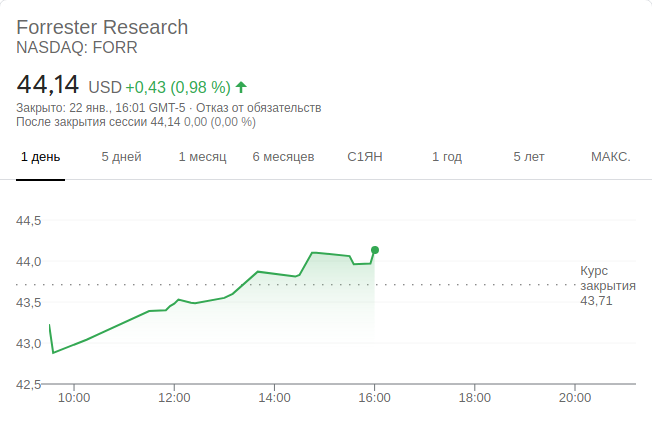 Forrester Research
NASDAQ: FORR
44,14 USD +0,43 (0,98 %)
Закрыто: 22 янв., 16:01 GMT-5 · Отказ от обязательств
После закрытия сессии 44,14 0,00 (0,00 %)
1 день 5 дней 1 месяц 6 месяцев С1ЯН 1 год 5 лет МАКС.
44,5
44,0
43,5
43,0
42,5
Курс
закрытия
43,71
10:00 12:00 14:00 16:00 18:00 20:00